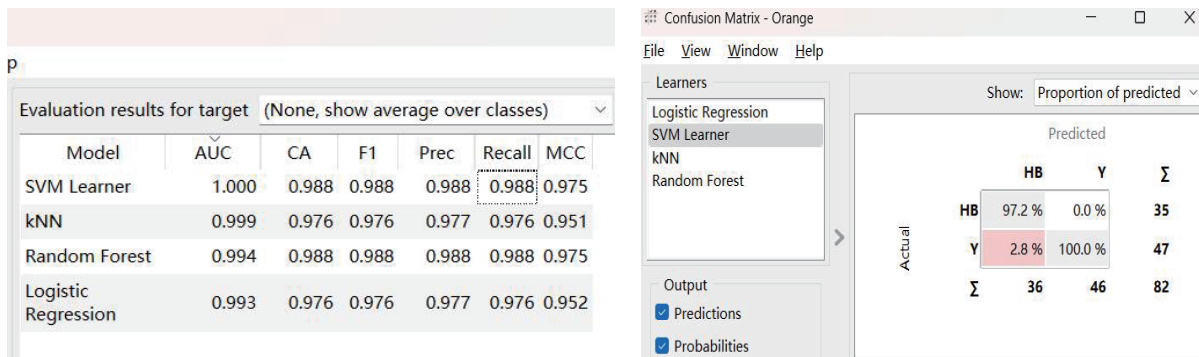 p
Evaluation results for target (None, show average over classes)
Model AUC CA F1 Prec Recall MCC
SVM Learner 1.000 0.988 0.988 0.988 0.988 0.975
kNN 0.999 0.976 0.976 0.977 0.976 0.951
Random Forest 0.994 0.988 0.988 0.988 0.988 0.975
Logistic
Regression 0.993 0.976 0.976 0.977 0.976 0.952
Confusion Matrix - Orange
File View Window Help
Learners
Logistic Regression
SVM Learner
kNN
Random Forest
Output
Predictions
Probabilities
Show: Proportion of predicted
Predicted
HB Y Σ
Actual
HB 97.2 % 0.0 % 35
Y 2.8 % 100.0 % 47
Σ 36 46 82